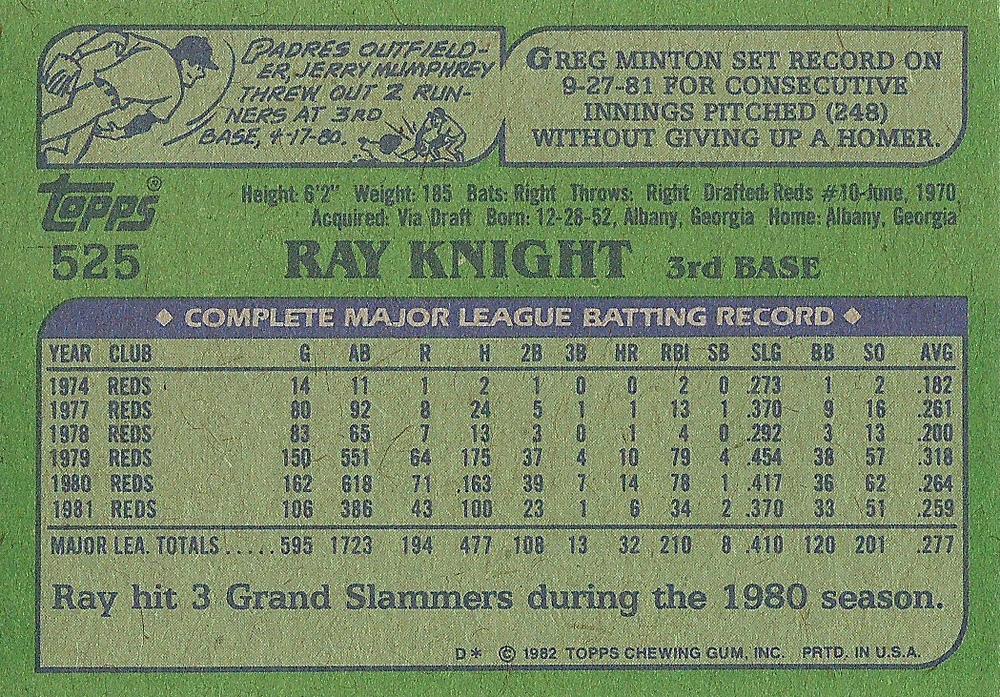 PADRES OUTFIELD-
ER, JERRY MUMPHREY
THREW OUT 2 RUN-
NERS AT 3RD
BASE, 4-17-80.
GREG MINTON SET RECORD ON
9-27-81 FOR CONSECUTIVE
INNINGS PITCHED (248)
WITHOUT GIVING UP A HOMER.
topps®
Height: 6'2" Weight: 185 Bats: Right Throws: Right Drafted: Reds #10-June, 1970
Acquired: Via Draft Born: 12-28-52, Albany, Georgia Home: Albany, Georgia
525 RAY KNIGHT 3rd BASE
◆ COMPLETE MAJOR LEAGUE BATTING RECORD ◆
YEAR CLUB G AB R H 2B 3B HR RBI SB SLG BB SO AVG
1974 REDS 14 11 1 2 1 0 0 2 0 .273 1 2 .182
1977 REDS 80 92 8 24 5 1 1 13 1 .370 9 16 .261
1978 REDS 83 65 7 13 3 0 1 4 0 .292 3 13 .200
1979 REDS 150 551 64 175 37 4 10 79 4 .454 38 57 .318
1980 REDS 162 618 71 .163 39 7 14 78 1 .417 36 62 .264
1981 REDS 106 386 43 100 23 1 6 34 2 .370 33 51 .259
MAJOR LEA. TOTALS.....595 1723 194 477 108 13 32 210 8 .410 120 201 .277
Ray hit 3 Grand Slammers during the 1980 season.
D* © 1982 TOPPS CHEWING GUM, INC. PRTD. IN U.S.A.